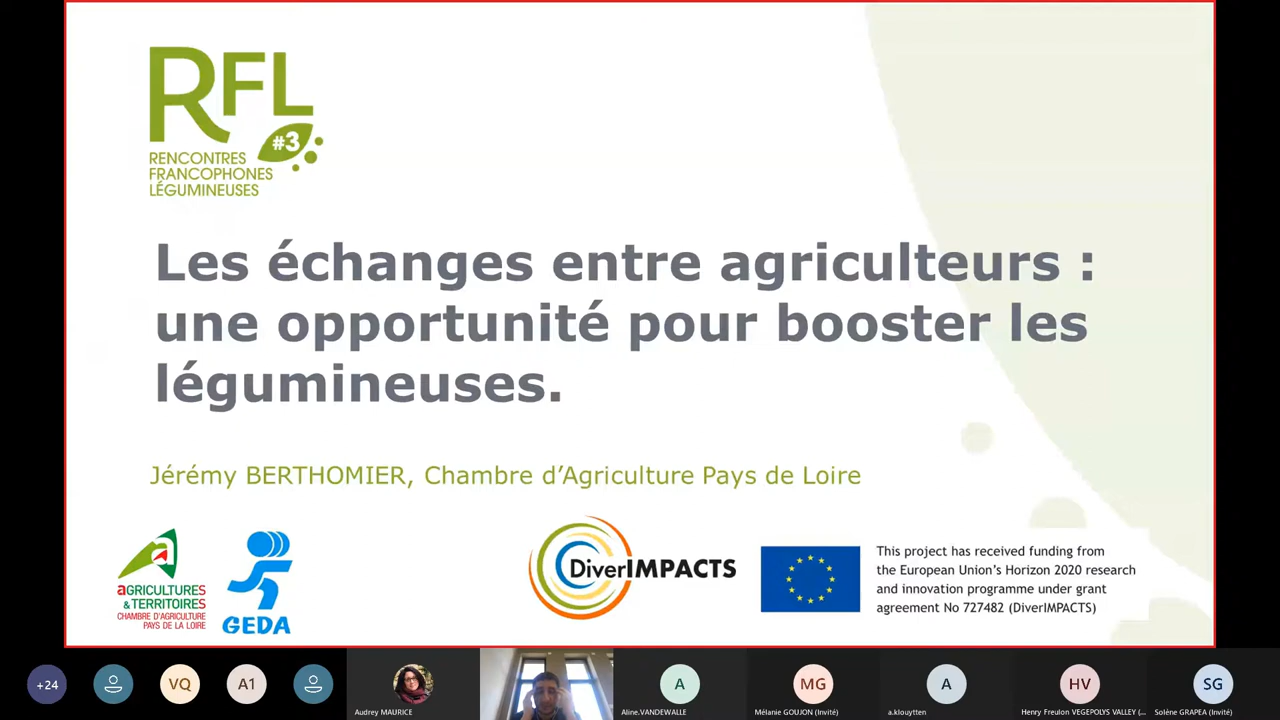 RFL
#3
RENCONTRES
FRANCOPHONES
LÉGUMINEUSES
Les échanges entre agriculteurs :
une opportunité pour booster les
légumineuses.
Jérémy BERTHOMIER, Chambre d’Agriculture Pays de Loire
aGRICULTURES
& TERRITOIRES
CHAMBRE D'AGRICULTURE
PAYS DE LA LOIRE
GEDA
DiverIMPACTS
This project has received funding from
the European Union’s Horizon 2020 research
and innovation programme under grant
agreement No 727482 (DiverIMPACTS)
+24
VQ
A1
A
MG
A
HV
SG
Audrey MAURICE
Aline.VANDEWALLE
Mélanie GOUJON (Invité)
a.klouytten
Henry Freulon VEGEPOLYS VALLEY (...
Solène GRAPEA (Invité)